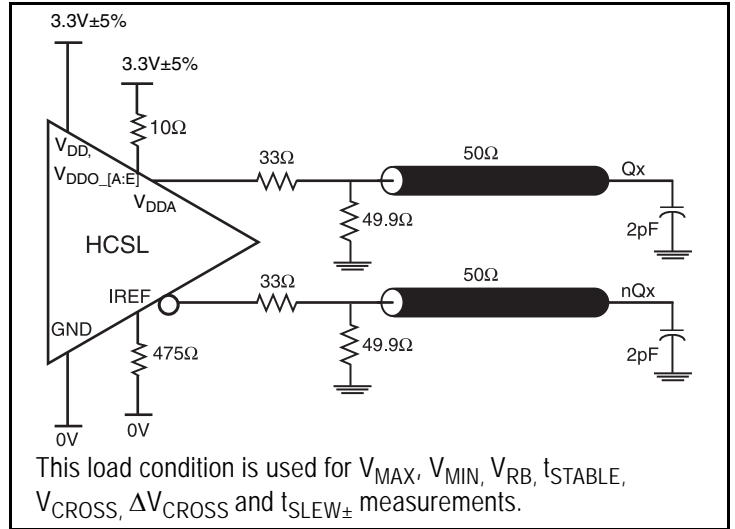 3.3V±5%
3.3V±5%
10Ω
VDD,
VDDO_[A:E]
VDDA
33Ω
50Ω
Qx
49.9Ω
2pF
HCSL
IREF
33Ω
50Ω
nQx
GND
475Ω
49.9Ω
2pF
0V
0V
This load condition is used for VMAX, VMIN, VRB, tSTABLE,
VCROSS, ΔVCROSS and tSLEW± measurements.